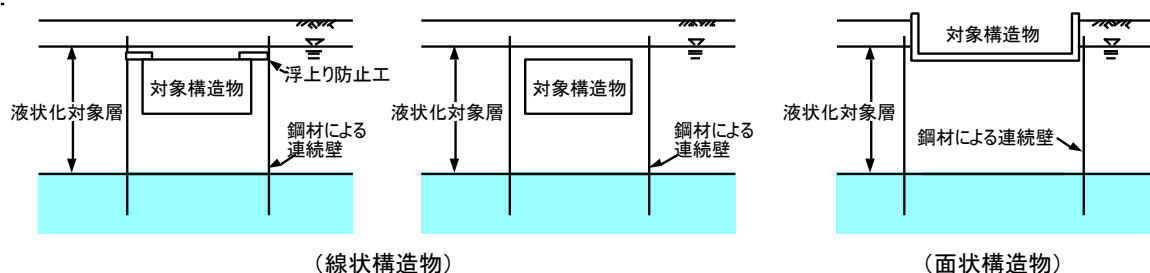 対象構造物
浮上り防止工
液状化対象層
鋼材による
連続壁
対象構造物
液状化対象層
鋼材による
連続壁
対象構造物
液状化対象層
鋼材による連続壁
（線状構造物）
（面状構造物）